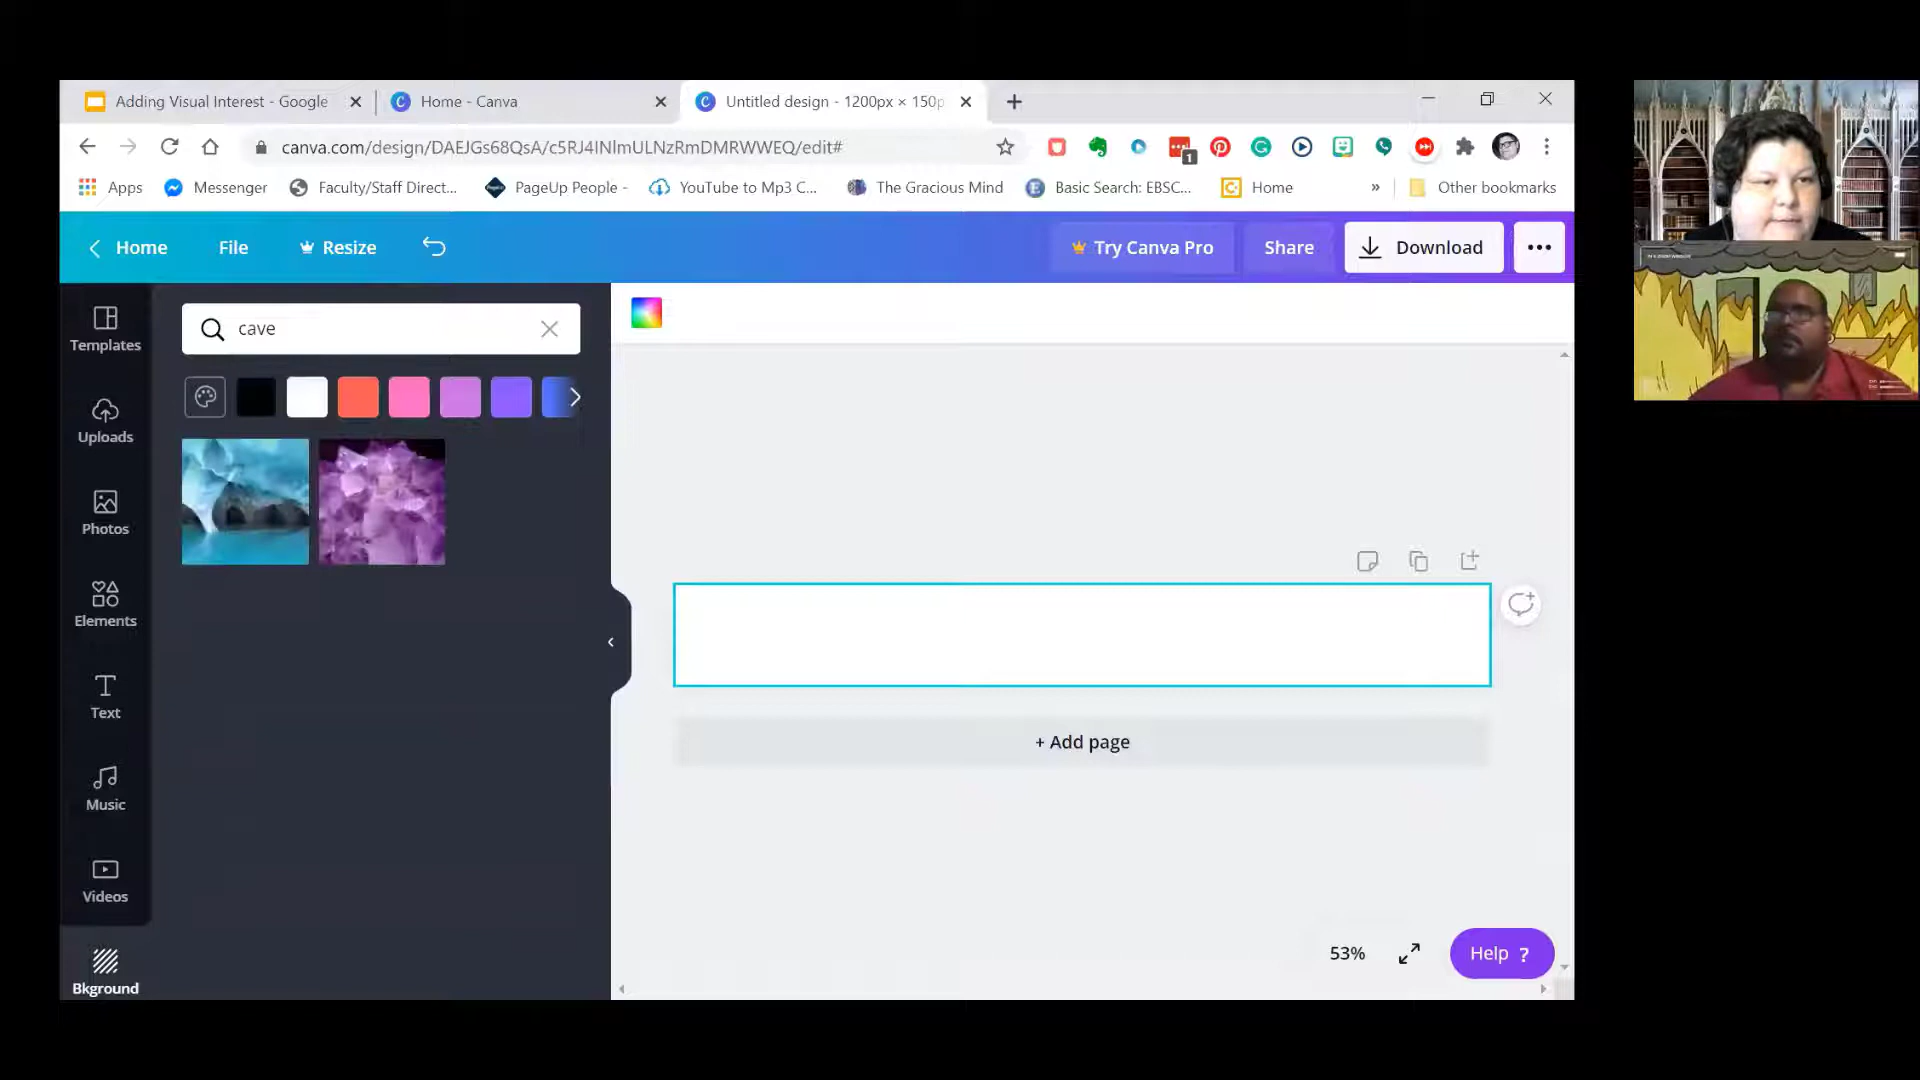 Adding Visual Interest - Google
Home - Canva
Untitled design - 1200px × 150p
canva.com/design/DAEJGs68QsA/c5RJ4INlmULNzRmDMRWWEQ/edit#
1
Apps
Messenger
Faculty/Staff Direct...
PageUp People -
YouTube to Mp3 C...
The Gracious Mind
Basic Search: EBSC...
Home
»
Other bookmarks
Home
File
Resize
Try Canva Pro
Share
Download
Templates
Uploads
Photos
Elements
Text
Music
Videos
Bkground
cave
+ Add page
53%
Help ?